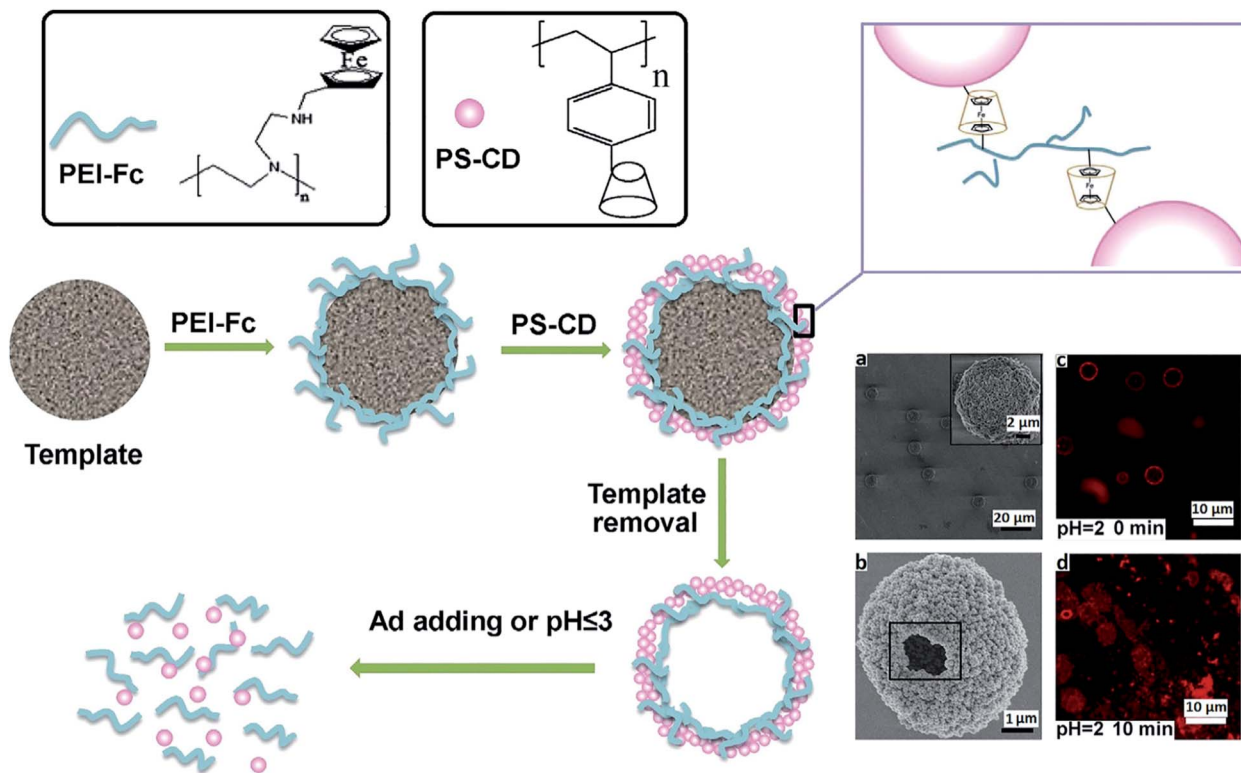 Fe
NH
N
n
PEI-Fc
n
PS-CD
Fe
Fe
PEI-Fc
PS-CD
Template
Template
removal
Ad adding or pH≤3
a
2 μm
20 μm
c
10 μm
pH=2 0 min
b
1 μm
d
10 μm
pH=2 10 min